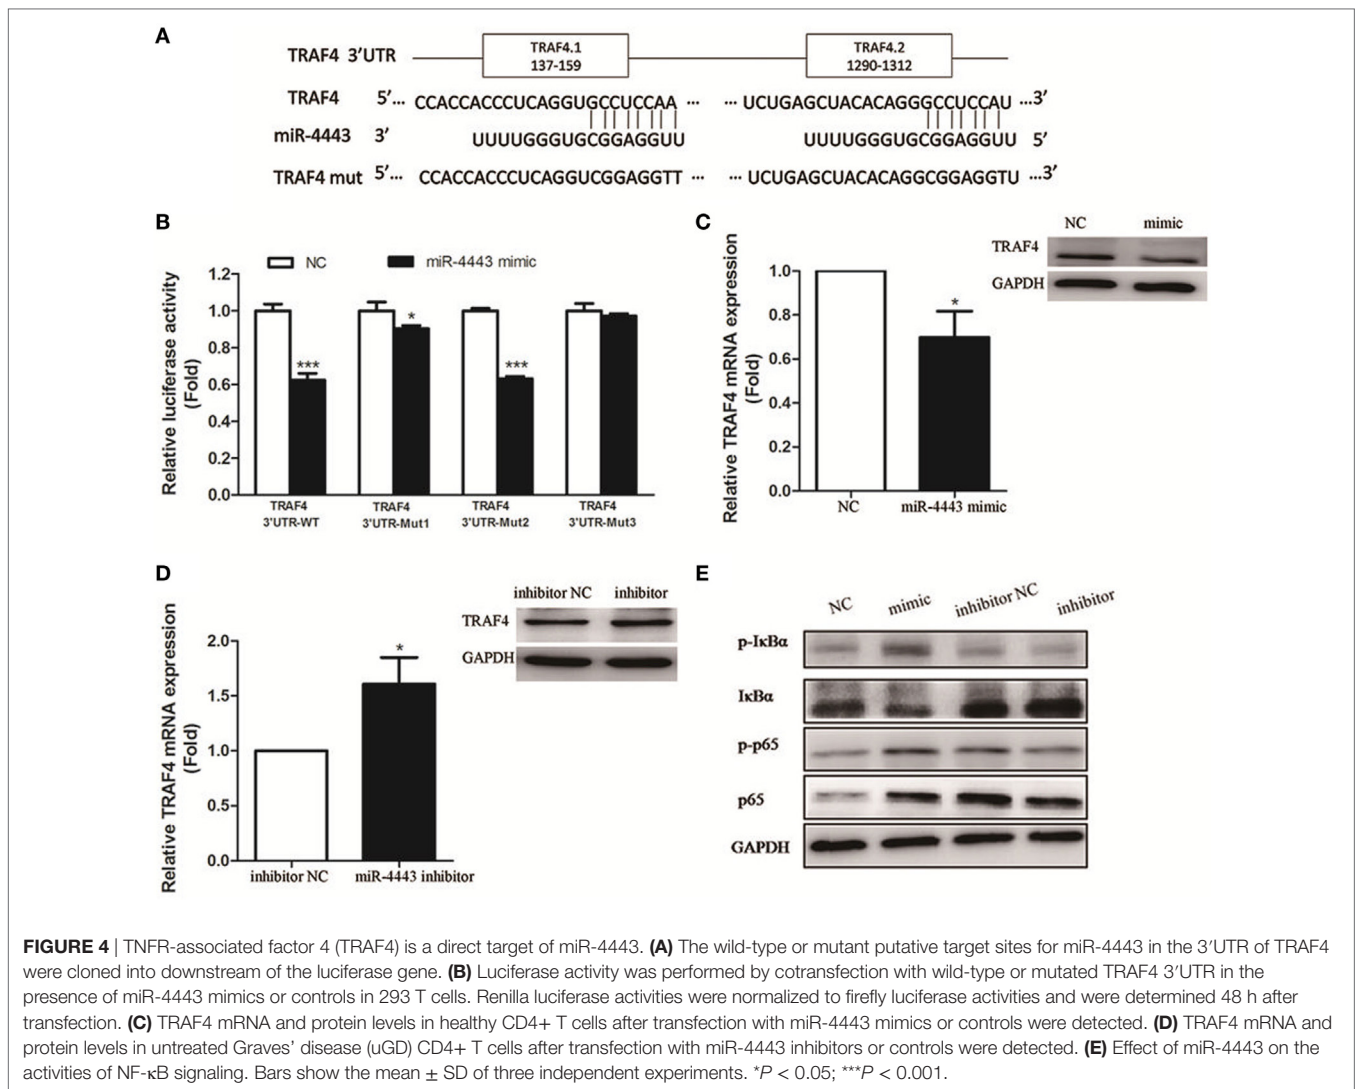 A
TRAF4 3′UTR
TRAF4.1
137-159
TRAF4.2
1290-1312
TRAF4 5′... CCACCACCCUCAGGUGCCUCCAA ... ... UCUGAGCUACACAGGGCCUCCAU ...3′
miR-4443 3′ UUUUGGGUGCGGAGGUU UUUUGGGUGCGGAGGUU 5′
TRAF4 mut 5′... CCACCACCCUCAGGUCGGAGGTT ... ... UCUGAGCUACACAGGCGGAGGTU ...3′
B
NC miR-4443 mimic
Relative luciferase activity
(Fold)
1.2
1.0
0.8
0.6
0.4
0.2
0.0
*** * ***
TRAF4 TRAF4 TRAF4 TRAF4
3'UTR-WT 3'UTR-Mut1 3'UTR-Mut2 3'UTR-Mut3
C
Relative TRAF4 mRNA expression
(Fold)
1.0
0.8
0.6
0.4
0.2
0.0
*
NC miR-4443 mimic
NC mimic
TRAF4
GAPDH
D
Relative TRAF4 mRNA expression
(Fold)
2.0
1.5
1.0
0.5
0.0
*
inhibitor NC miR-4443 inhibitor
inhibitor NC inhibitor
TRAF4
GAPDH
E
NC mimic inhibitor NC inhibitor
p-IκBα
IκBα
p-p65
p65
GAPDH
FIGURE 4 | TNFR-associated factor 4 (TRAF4) is a direct target of miR-4443. (A) The wild-type or mutant putative target sites for miR-4443 in the 3′UTR of TRAF4
were cloned into downstream of the luciferase gene. (B) Luciferase activity was performed by cotransfection with wild-type or mutated TRAF4 3′UTR in the
presence of miR-4443 mimics or controls in 293 T cells. Renilla luciferase activities were normalized to firefly luciferase activities and were determined 48 h after
transfection. (C) TRAF4 mRNA and protein levels in healthy CD4+ T cells after transfection with miR-4443 mimics or controls were detected. (D) TRAF4 mRNA and
protein levels in untreated Graves’ disease (uGD) CD4+ T cells after transfection with miR-4443 inhibitors or controls were detected. (E) Effect of miR-4443 on the
activities of NF-κB signaling. Bars show the mean ± SD of three independent experiments. *P < 0.05; ***P < 0.001.